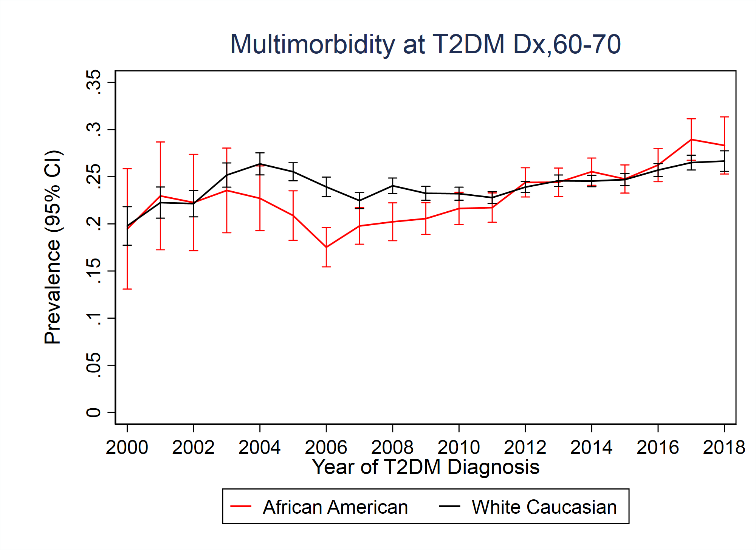 Multimorbidity at T2DM Dx,60-70
Prevalence (95% CI)
.35
.3
.25
.2
.15
.1
.05
0
2000 2002 2004 2006 2008 2010 2012 2014 2016 2018
Year of T2DM Diagnosis
African American White Caucasian